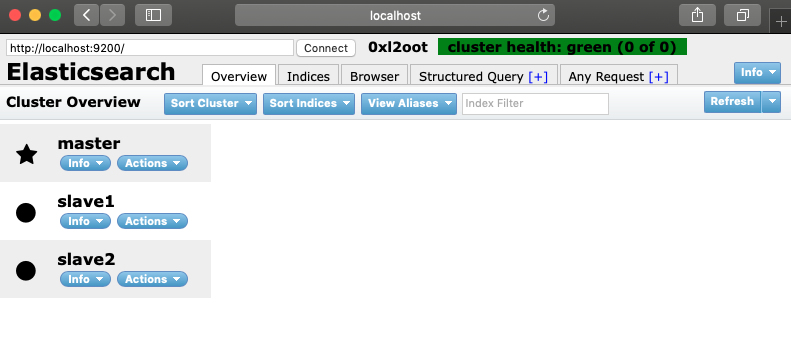 localhost
http://localhost:9200/ Connect 0xl2oot cluster health: green (0 of 0)
Elasticsearch Overview Indices Browser Structured Query [+] Any Request [+] Info
Cluster Overview Sort Cluster Sort Indices View Aliases Index Filter Refresh
master
Info Actions
slave1
Info Actions
slave2
Info Actions